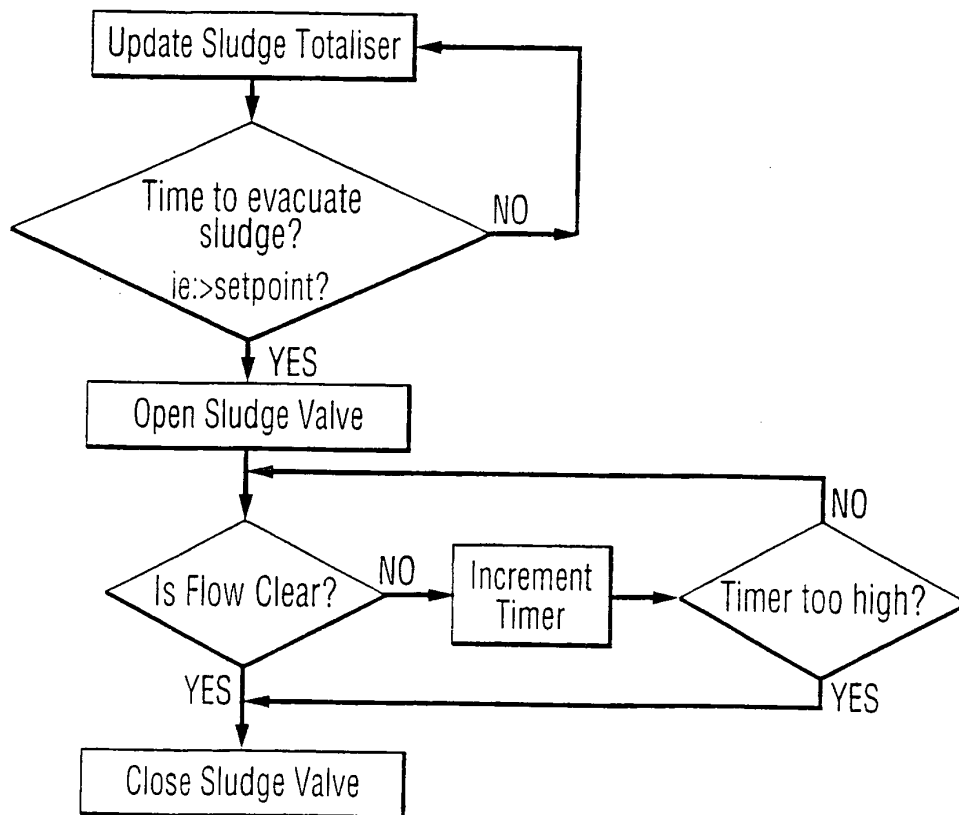 Update Sludge Totaliser
Time to evacuate
sludge?
ie:>setpoint?
NO
YES
Open Sludge Valve
Is Flow Clear?
NO
Increment
Timer
Timer too high?
NO
YES
YES
Close Sludge Valve